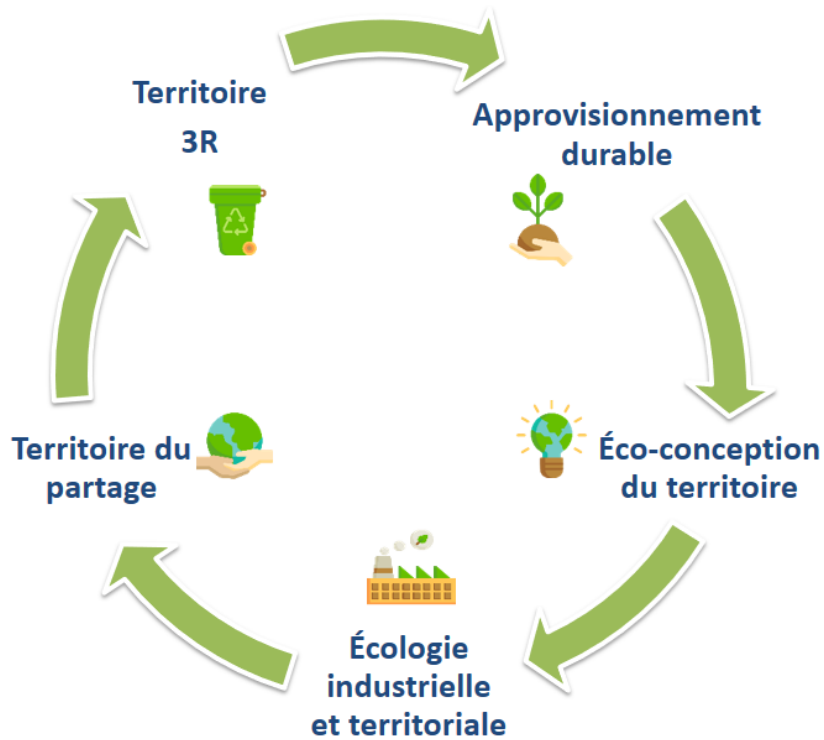 Territoire
3R
Approvisionnement
durable
Éco-conception
du territoire
Écologie
industrielle
et territoriale
Territoire du
partage